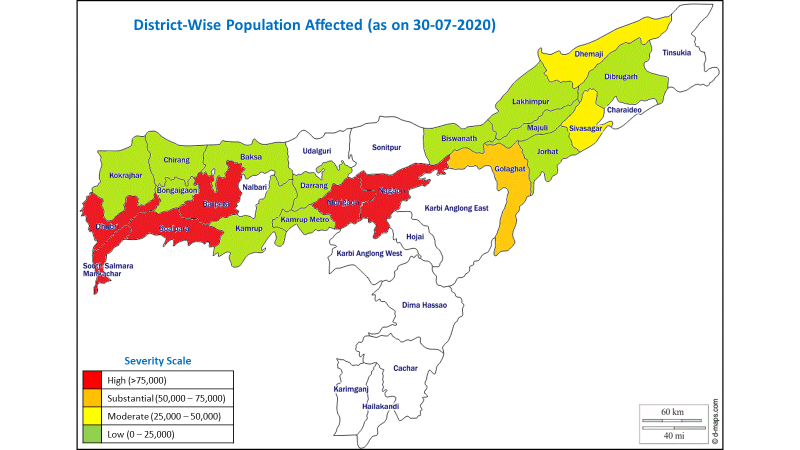 District-Wise Population Affected (as on 30-07-2020)
Dhemaji
Tinsukia
Dibrugarh
Lakhimpur
Charaideo
Majuli
Sivasagar
Biswanath
Sonitpur
Udalguri
Jorhat
Baksa
Chirang
Golaghat
Kokrajhar
Bongaigaon
Nalbari
Darrang
Karbi Anglong East
Kamrup Metro
Kamrup
Hojai
Karbi Anglong West
South Salmara
Mankachar
Dima Hassao
Cachar
Karimganj
Hailakandi
Severity Scale
High (>75,000)
Substantial (50,000 – 75,000)
Moderate (25,000 – 50,000)
Low (0 – 25,000)
60 km
40 mi
© d-maps.com